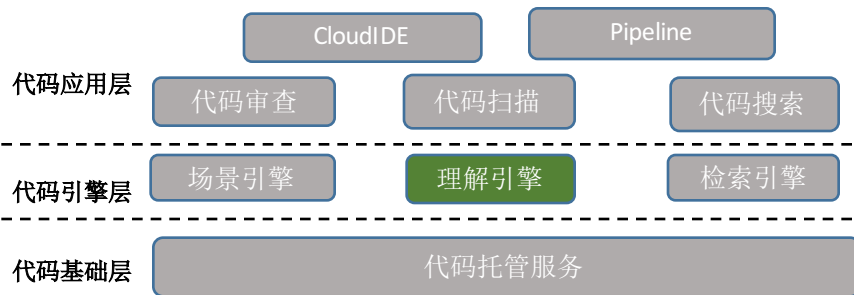 CloudIDE
Pipeline
代码应用层
代码审查
代码扫描
代码搜索
代码引擎层
场景引擎
理解引擎
检索引擎
代码基础层
代码托管服务